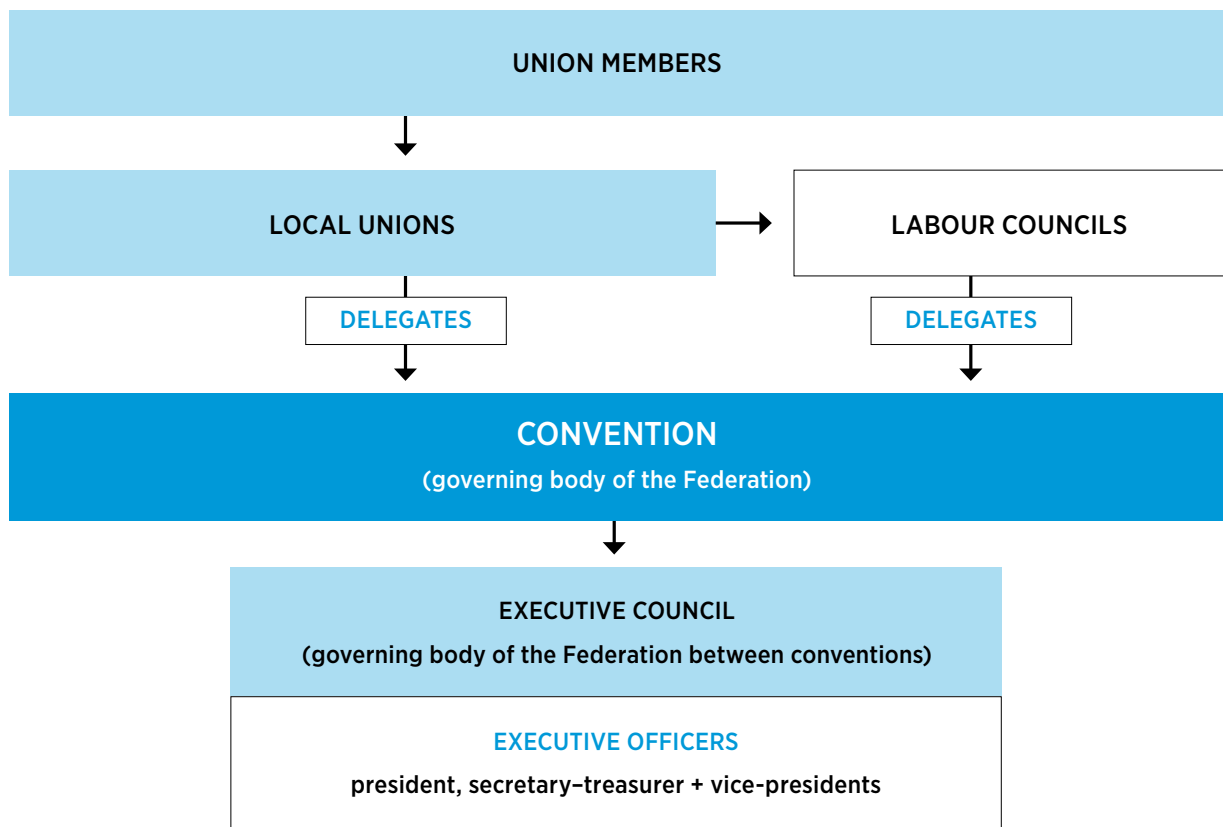 UNION MEMBERS
LOCAL UNIONS
LABOUR COUNCILS
DELEGATES
DELEGATES
CONVENTION
(governing body of the Federation)
EXECUTIVE COUNCIL
(governing body of the Federation between conventions)
EXECUTIVE OFFICERS
president, secretary–treasurer + vice-presidents